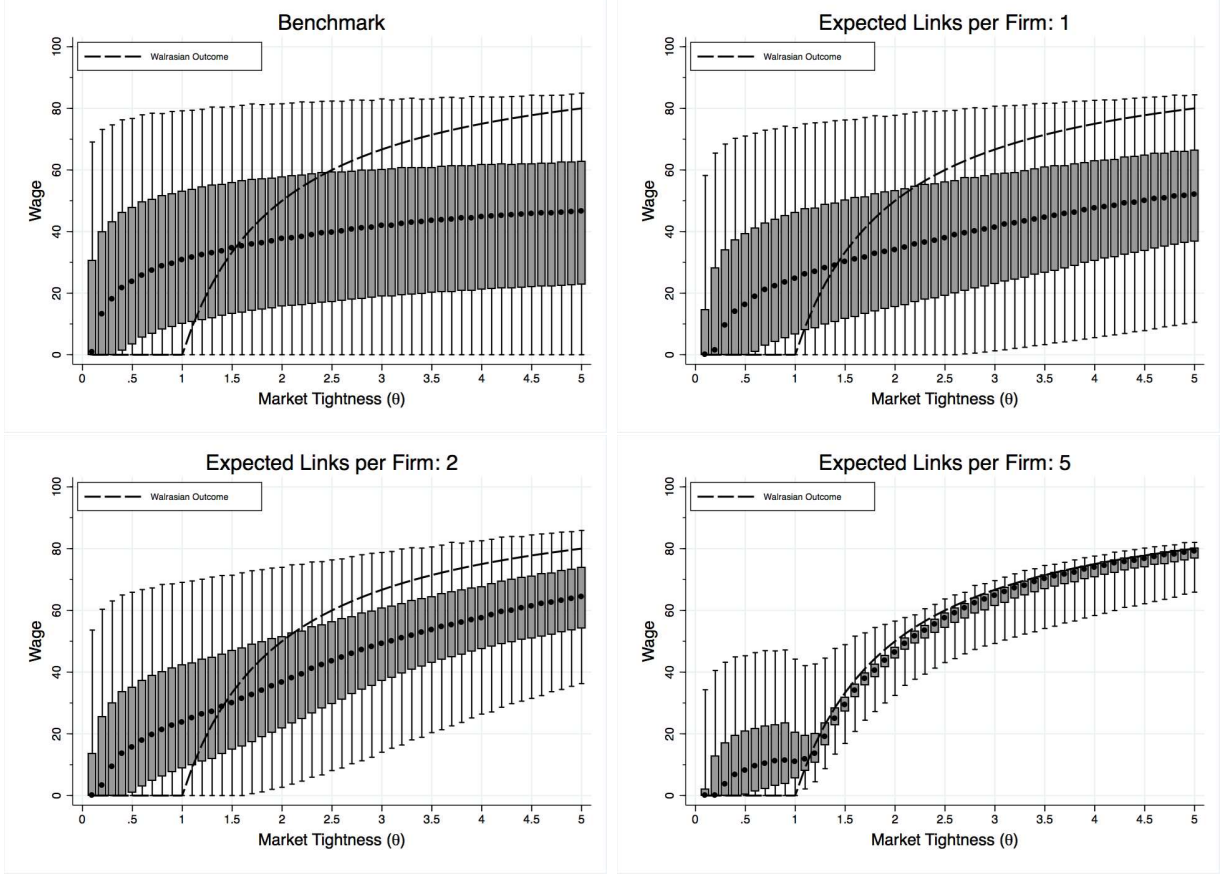 Benchmark
Walrasian Outcome
Wage
0 20 40 60 80 100
0 .5 1 1.5 2 2.5 3 3.5 4 4.5 5
Market Tightness (θ)
Expected Links per Firm: 1
Walrasian Outcome
Wage
0 20 40 60 80 100
0 .5 1 1.5 2 2.5 3 3.5 4 4.5 5
Market Tightness (θ)
Expected Links per Firm: 2
Walrasian Outcome
Wage
0 20 40 60 80 100
0 .5 1 1.5 2 2.5 3 3.5 4 4.5 5
Market Tightness (θ)
Expected Links per Firm: 5
Walrasian Outcome
Wage
0 20 40 60 80 100
0 .5 1 1.5 2 2.5 3 3.5 4 4.5 5
Market Tightness (θ)